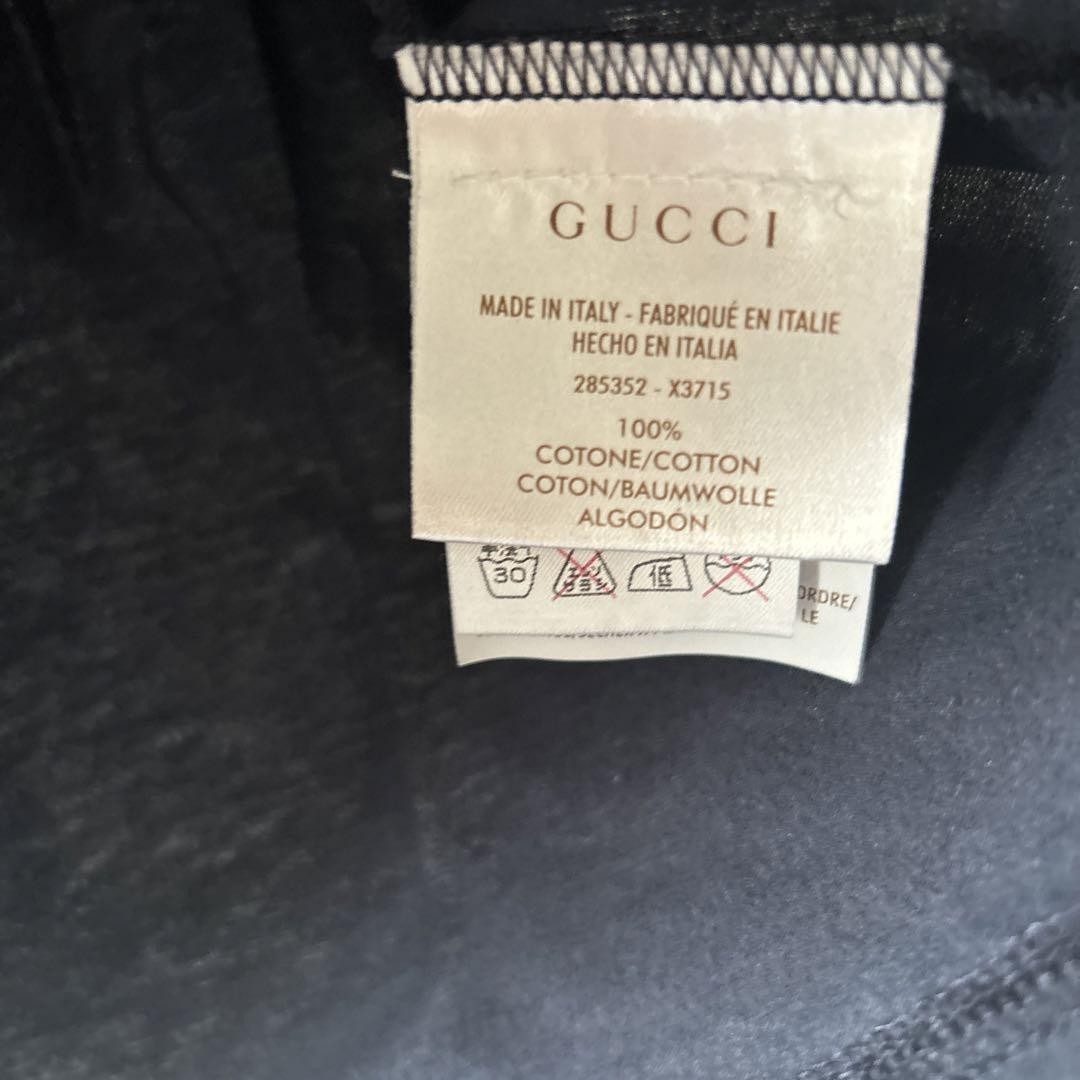 GUCCI
MADE IN ITALY - FABRIQUÉ EN ITALIE
HECHO EN ITALIA
285352 - X3715
100%
COTONE/COTTON
COTON/BAUMWOLLE
ALGODÓN
30
低
ORDRE/
LE